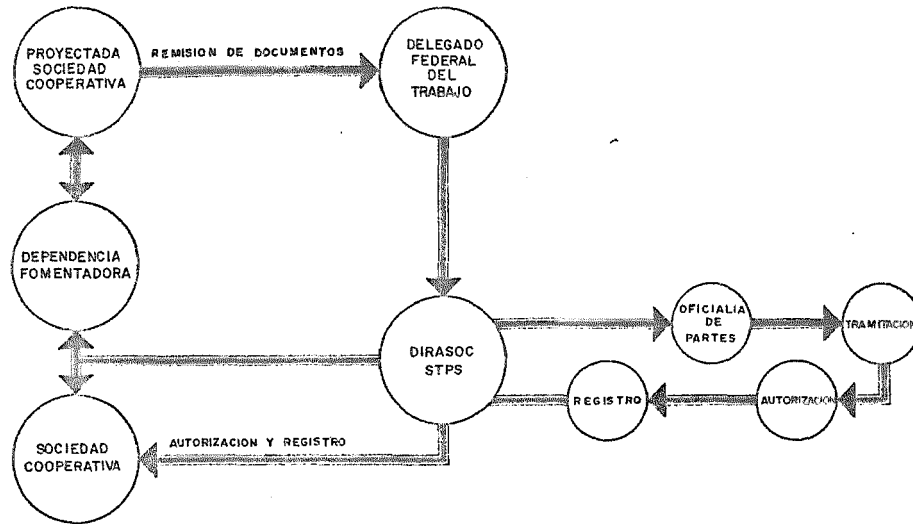 PROYECTADA
SOCIEDAD
COOPERATIVA
REMISION DE DOCUMENTOS
DELEGADO
FEDERAL
DEL
TRABAJO
DEPENDENCIA
FOMENTADORA
DIRASOC
STPS
OFICIALIA
DE
PARTES
TRAMITACION
REGISTRO
AUTORIZACION
SOCIEDAD
COOPERATIVA
AUTORIZACION Y REGISTRO